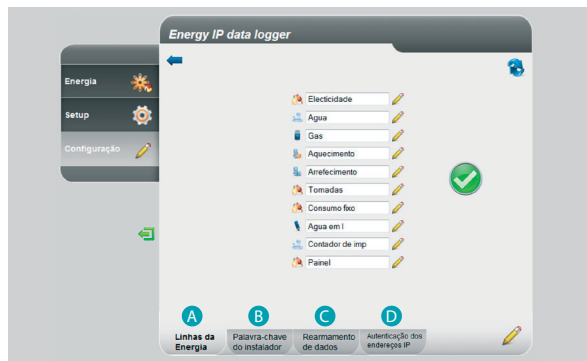 Energy IP data logger
Energia
Setup
Configuração
Electicidade
Agua
Gas
Aquecimento
Arrefecimento
Tomadas
Consumo fixo
Agua em l
Contador de imp
Painel
A
B
C
D
Linhas da
Energia
Palavra-chave
do instalador
Rearmamento
de dados
Autenticação dos
endereços IP